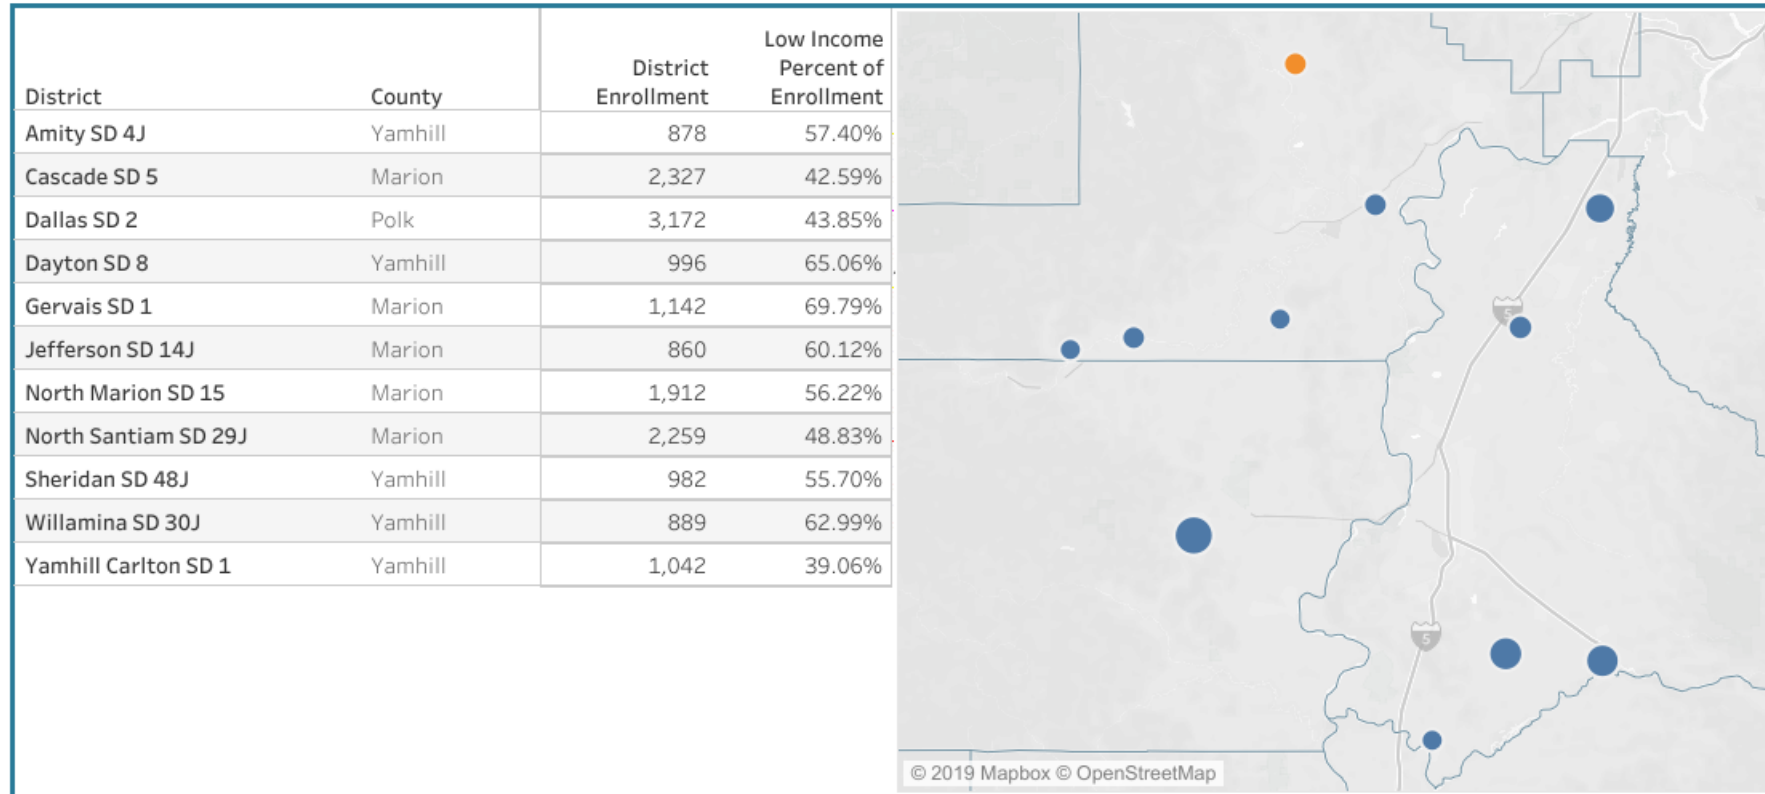 Low Income
District Percent of
District County Enrollment Enrollment
Amity SD 4J Yamhill 878 57.40%
Cascade SD 5 Marion 2,327 42.59%
Dallas SD 2 Polk 3,172 43.85%
Dayton SD 8 Yamhill 996 65.06%
Gervais SD 1 Marion 1,142 69.79%
Jefferson SD 14J Marion 860 60.12%
North Marion SD 15 Marion 1,912 56.22%
North Santiam SD 29J Marion 2,259 48.83%
Sheridan SD 48J Yamhill 982 55.70%
Willamina SD 30J Yamhill 889 62.99%
Yamhill Carlton SD 1 Yamhill 1,042 39.06%
5
5
© 2019 Mapbox © OpenStreetMap